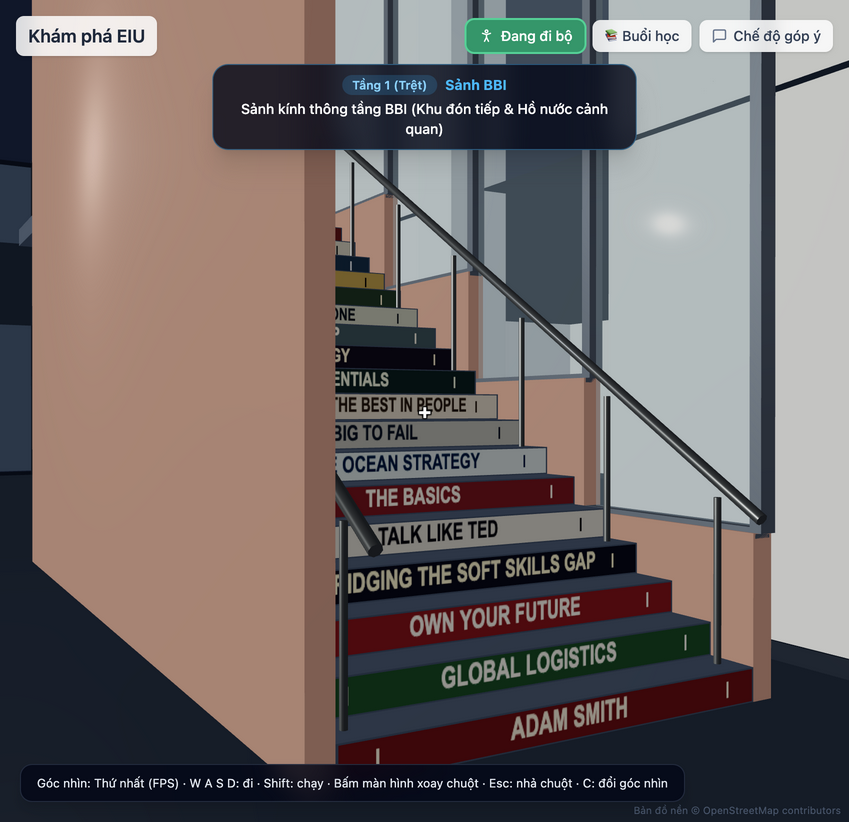 Khám phá EIU
Đang đi bộ
Buổi học
Chế độ góp ý
Tầng 1 (Trệt) Sảnh BBI
Sảnh kính thông tầng BBI (Khu đón tiếp & Hồ nước cảnh
quan)
ENTIALS
THE BEST IN PEOPLE
BIG TO FAIL
OCEAN STRATEGY
THE BASICS
TALK LIKE TED
IDGING THE SOFT SKILLS GAP
OWN YOUR FUTURE
GLOBAL LOGISTICS
ADAM SMITH
Góc nhìn: Thứ nhất (FPS) · W A S D: đi · Shift: chạy · Bấm màn hình xoay chuột · Esc: nhả chuột · C: đổi góc nhìn
Bản đồ nền © OpenStreetMap contributors